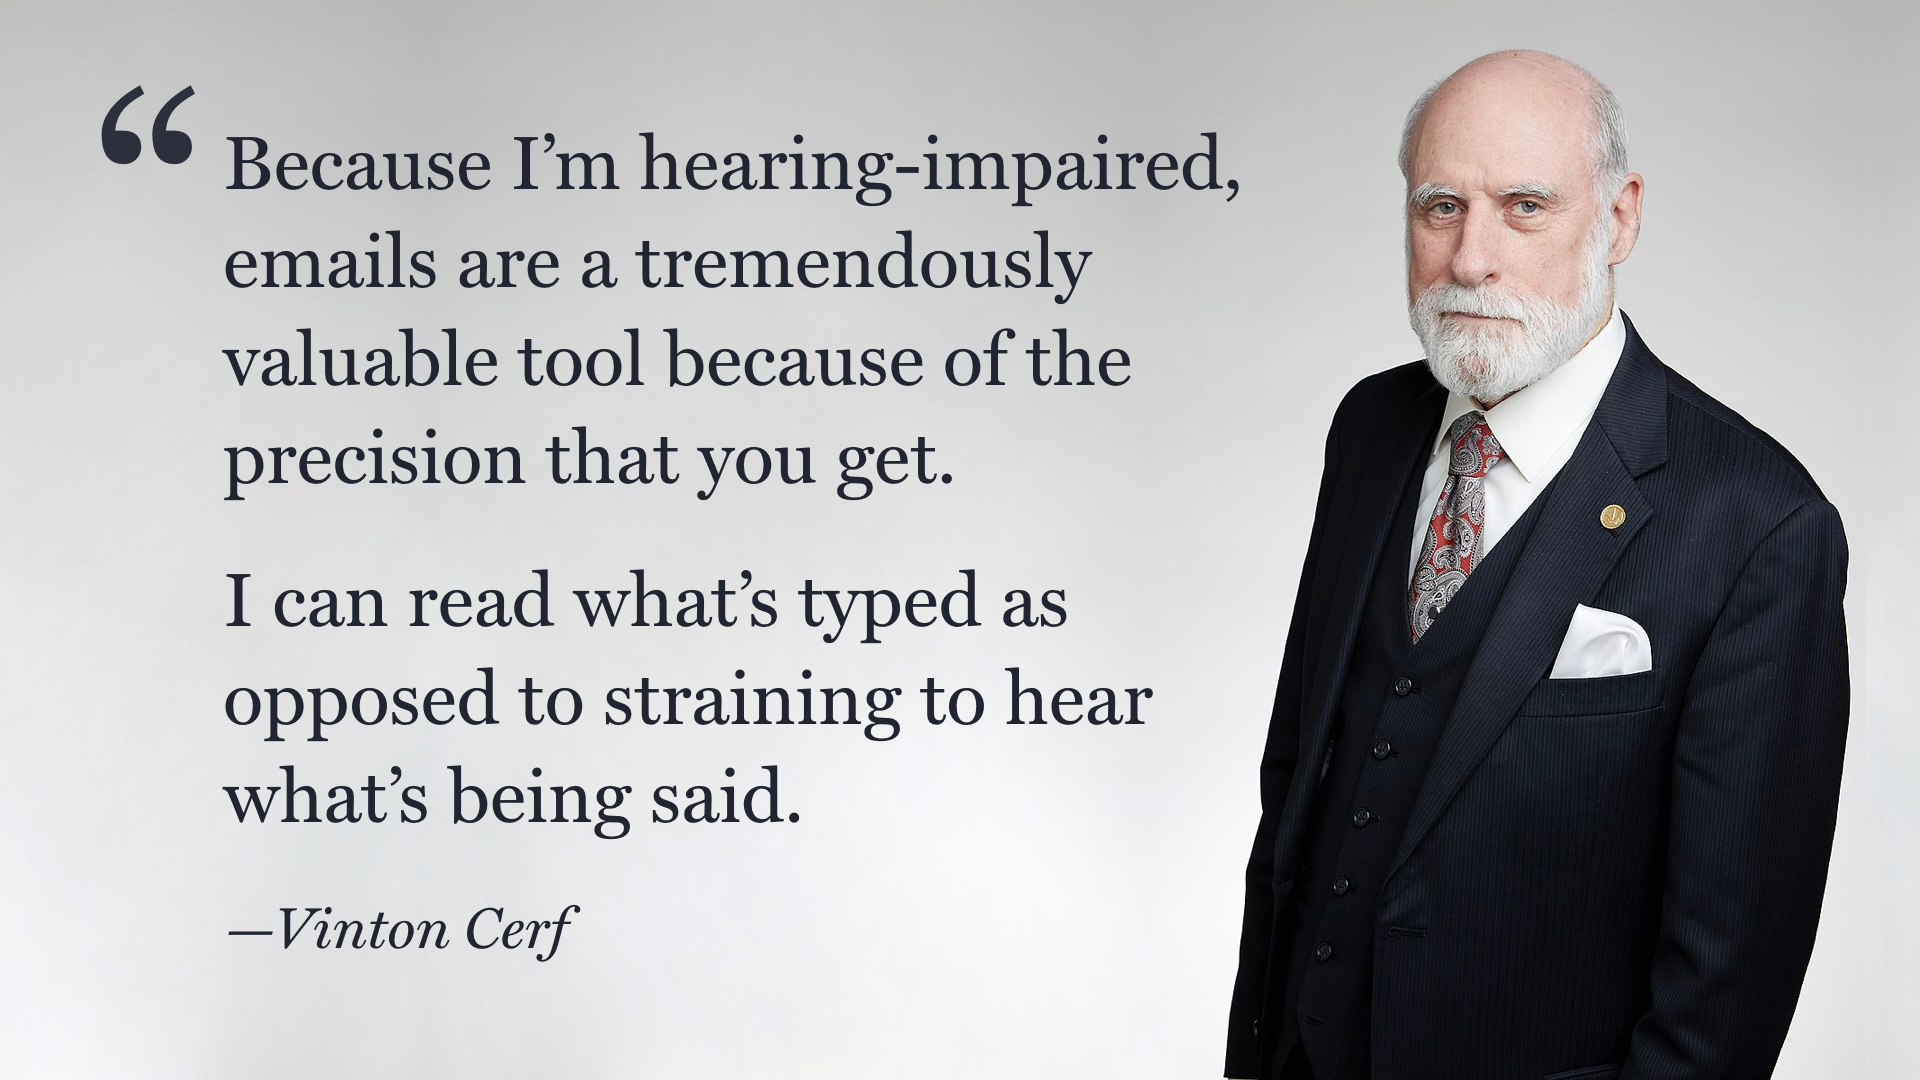 “Because I’m hearing-impaired,
emails are a tremendously
valuable tool because of the
precision that you get.
I can read what’s typed as
opposed to straining to hear
what’s being said.
—Vinton Cerf